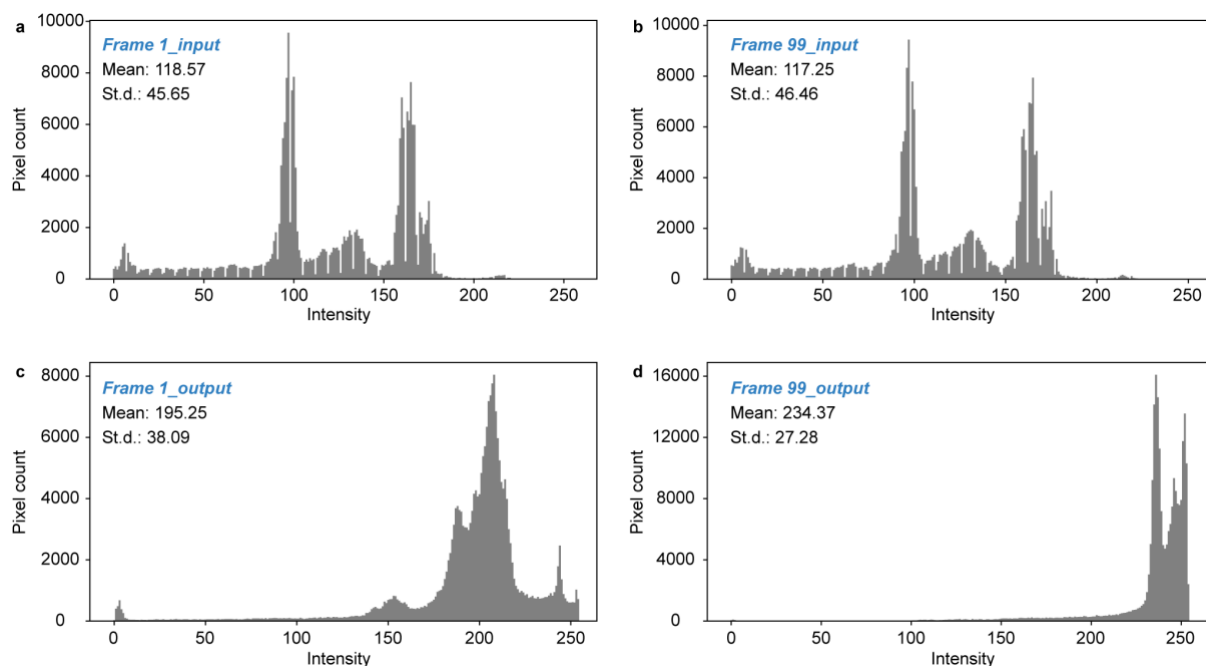 a
Frame 1_input
Mean: 118.57
St.d.: 45.65
Pixel count
10000
8000
6000
4000
2000
0
0 50 100 150 200 250
Intensity
b
Frame 99_input
Mean: 117.25
St.d.: 46.46
Pixel count
10000
8000
6000
4000
2000
0
0 50 100 150 200 250
Intensity
c
Frame 1_output
Mean: 195.25
St.d.: 38.09
Pixel count
8000
6000
4000
2000
0
0 50 100 150 200 250
Intensity
d
Frame 99_output
Mean: 234.37
St.d.: 27.28
Pixel count
16000
12000
8000
4000
0
0 50 100 150 200 250
Intensity